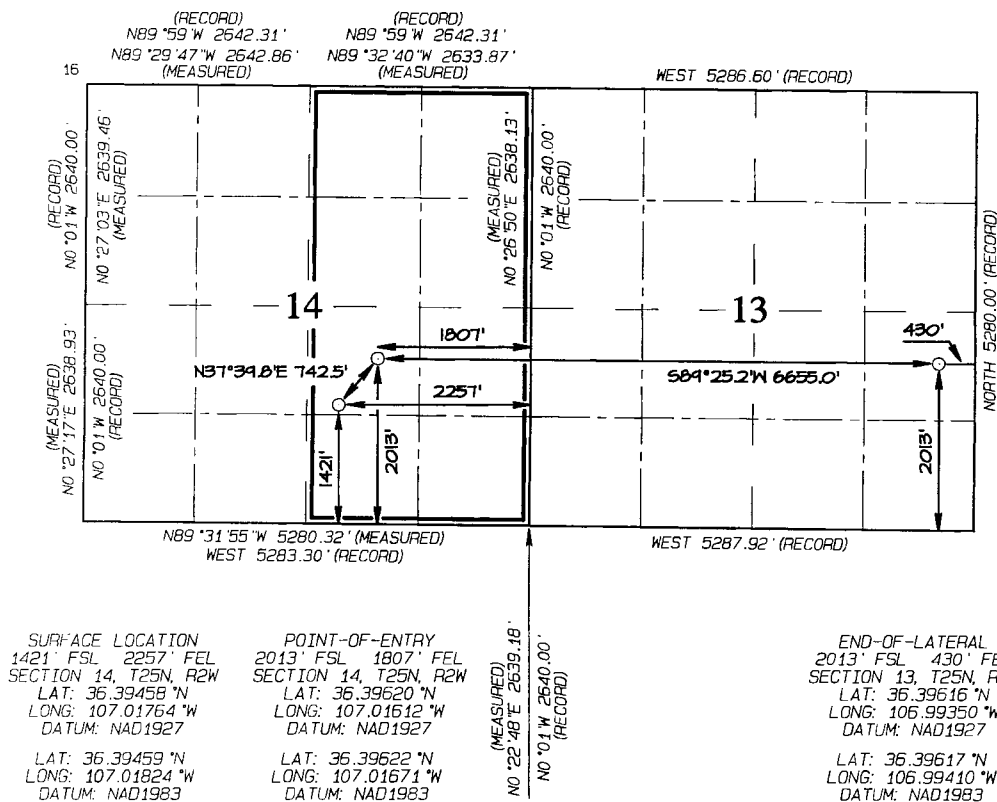 (RECORD)
N89°59'W 2642.31'
N89°29'47"W 2642.86'
(MEASURED)
(RECORD)
N89°59'W 2642.31'
N89°32'40"W 2633.87'
(MEASURED)
16
WEST 5286.60' (RECORD)
(RECORD)
N0°01'W 2640.00'
N0°27'03"E 2639.46'
(MEASURED)
(MEASURED)
N0°26'50"E 2638.13'
N0°01'W 2640.00'
(RECORD)
NORTH 5280.00' (RECORD)
14
13
1807'
430'
N37°39.8'E 742.5'
S89°25.2'W 6655.0'
2257'
1421'
2013'
2013'
(MEASURED)
N0°27'17"E 2638.93'
N0°01'W 2640.00'
(RECORD)
N89°31'55"W 5280.32' (MEASURED)
WEST 5283.30' (RECORD)
WEST 5287.92' (RECORD)
(MEASURED)
N0°22'48"E 2639.18'
N0°01'W 2640.00'
(RECORD)
SURFACE LOCATION
1421' FSL 2257' FEL
SECTION 14, T25N, R2W
LAT: 36.39458°N
LONG: 107.01764°W
DATUM: NAD1927
LAT: 36.39459°N
LONG: 107.01824°W
DATUM: NAD1983
POINT-OF-ENTRY
2013' FSL 1807' FEL
SECTION 14, T25N, R2W
LAT: 36.39620°N
LONG: 107.01612°W
DATUM: NAD1927
LAT: 36.39622°N
LONG: 107.01671°W
DATUM: NAD1983
END-OF-LATERAL
2013' FSL 430' FE
SECTION 13, T25N, R
LAT: 36.39616°N
LONG: 106.99350°W
DATUM: NAD1927
LAT: 36.39617°N
LONG: 106.99410°W
DATUM: NAD1983